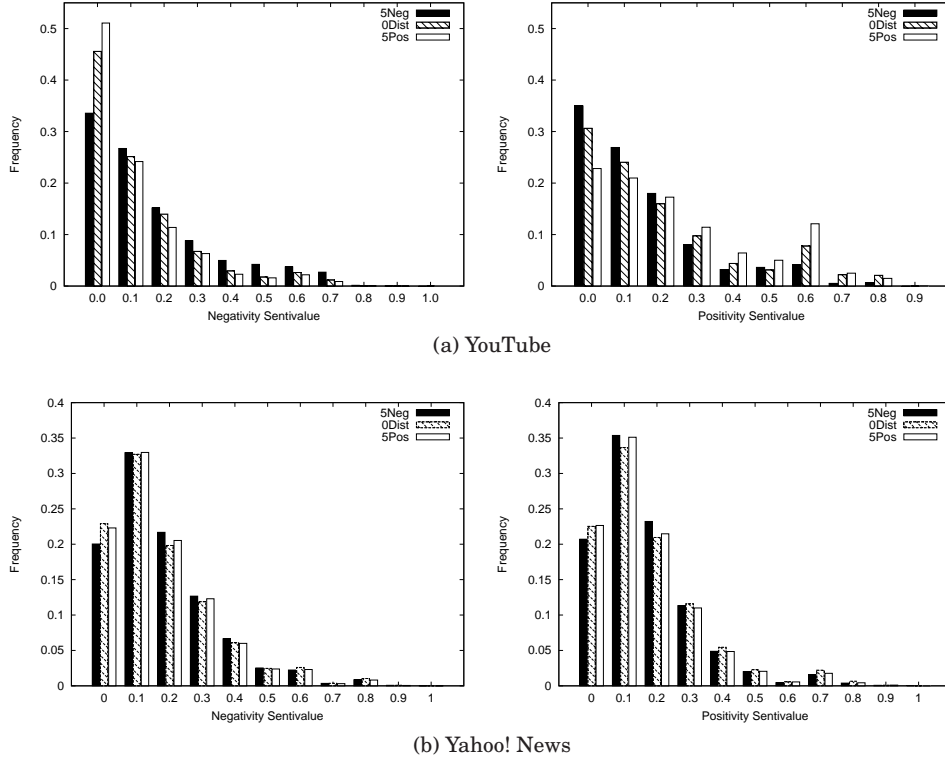 5Neg
0Dist
5Pos
0.5
0.4
0.3
0.2
0.1
0
Frequency
0.0 0.1 0.2 0.3 0.4 0.5 0.6 0.7 0.8 0.9 1.0
Negativity Sentivalue
5Neg
0Dist
5Pos
0.5
0.4
0.3
0.2
0.1
0
Frequency
0.0 0.1 0.2 0.3 0.4 0.5 0.6 0.7 0.8 0.9
Positivity Sentivalue
(a) YouTube
5Neg
0Dist
5Pos
0.4
0.35
0.3
0.25
0.2
0.15
0.1
0.05
0
Frequency
0 0.1 0.2 0.3 0.4 0.5 0.6 0.7 0.8 0.9 1
Negativity Sentivalue
5Neg
0Dist
5Pos
0.4
0.35
0.3
0.25
0.2
0.15
0.1
0.05
0
Frequency
0 0.1 0.2 0.3 0.4 0.5 0.6 0.7 0.8 0.9 1
Positivity Sentivalue
(b) Yahoo! News